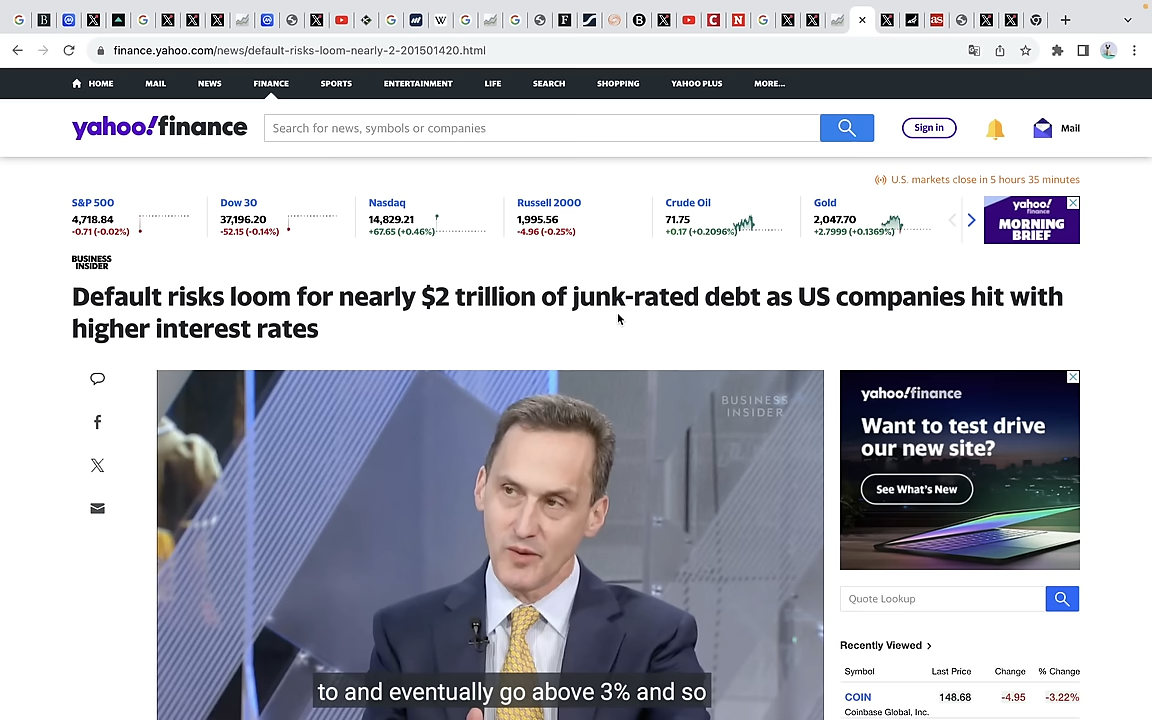 finance.yahoo.com/news/default-risks-loom-nearly-2-201501420.html
HOME MAIL NEWS FINANCE SPORTS ENTERTAINMENT LIFE SEARCH SHOPPING YAHOO PLUS MORE...
yahoo!finance Search for news, symbols or companies Sign in Mail
U.S. markets close in 5 hours 35 minutes
S&P 500 Dow 30 Nasdaq Russell 2000 Crude Oil Gold
4,718.84 37,196.20 14,829.21 1,995.56 71.75 2,047.70
-0.71 (-0.02%) -52.15 (-0.14%) +67.65 (+0.46%) -4.96 (-0.25%) +0.17 (+0.2096%) +2.7999 (+0.1369%)
yahoo!
finance
MORNING
BRIEF
BUSINESS
INSIDER
Default risks loom for nearly $2 trillion of junk-rated debt as US companies hit with
higher interest rates
BUSINESS
INSIDER
to and eventually go above 3% and so
yahoo!finance
Want to test drive
our new site?
See What's New
Quote Lookup
Recently Viewed
Symbol Last Price Change % Change
COIN 148.68 -4.95 -3.22%
Coinbase Global, Inc.